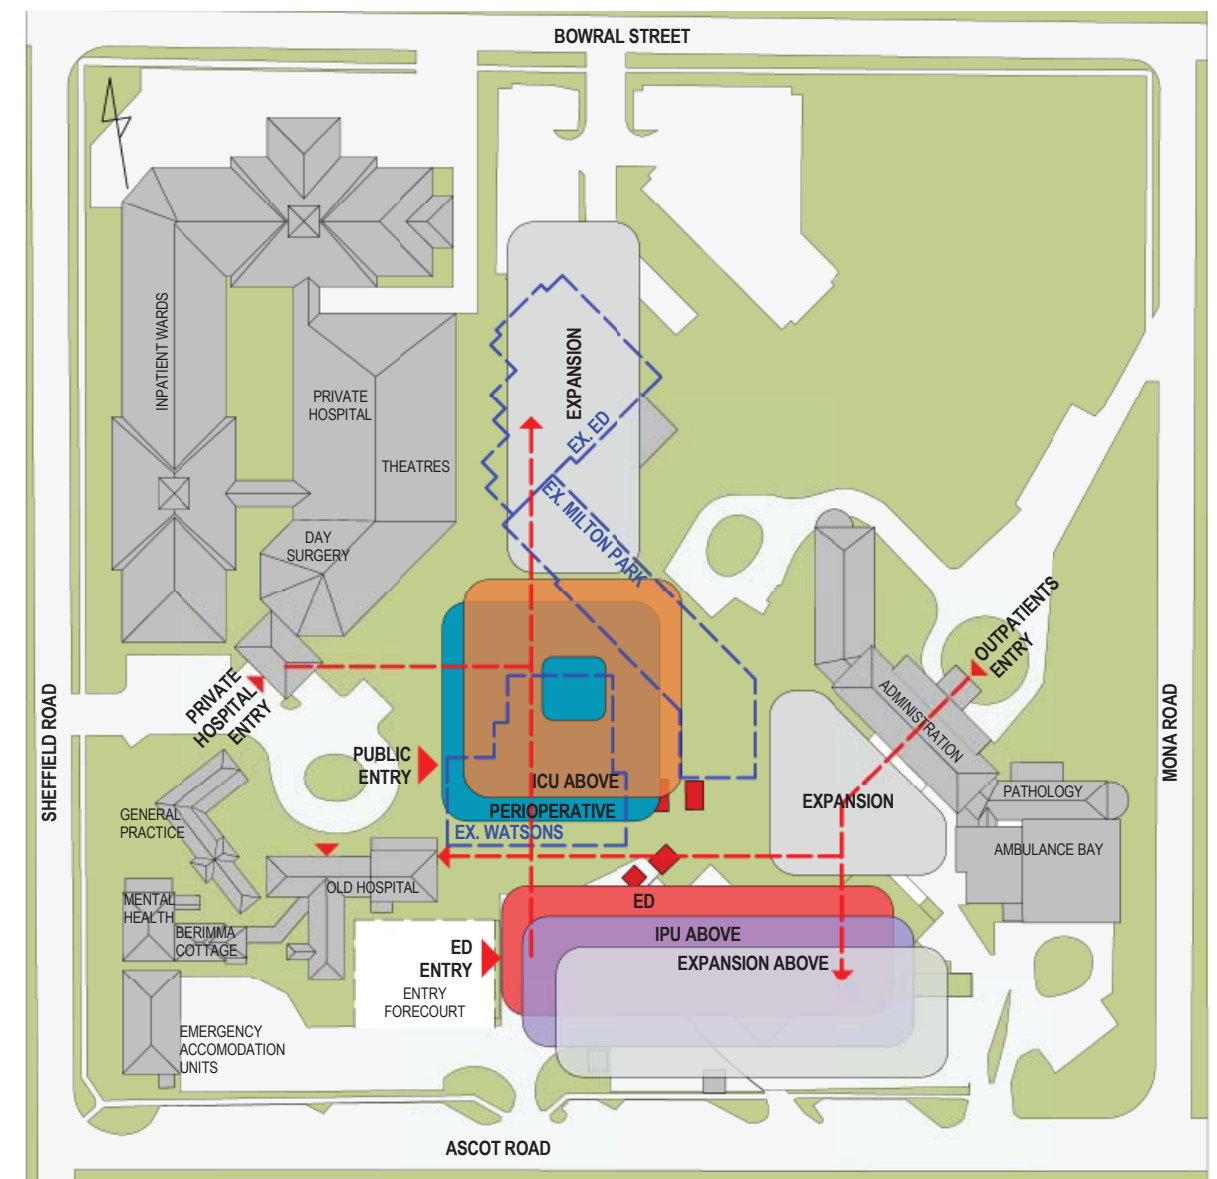 BOWRAL STREET
INPATIENT WARDS
PRIVATE
HOSPITAL
THEATRES
DAY
SURGERY
EXPANSION
EX. ED
EX. MILTON PARK
SHEFFIELD ROAD
PRIVATE
HOSPITAL
ENTRY
PUBLIC
ENTRY
ICU ABOVE
PERIOPERATIVE
EX. WATSONS
OUTPATIENTS
ENTRY
ADMINISTRATION
MONA ROAD
EXPANSION
PATHOLOGY
AMBULANCE BAY
GENERAL
PRACTICE
OLD HOSPITAL
MENTAL
HEALTH
BERIMMA
COTTAGE
ED
IPU ABOVE
EXPANSION ABOVE
ED
ENTRY
ENTRY
FORECOURT
EMERGENCY
ACCOMODATION
UNITS
ASCOT ROAD